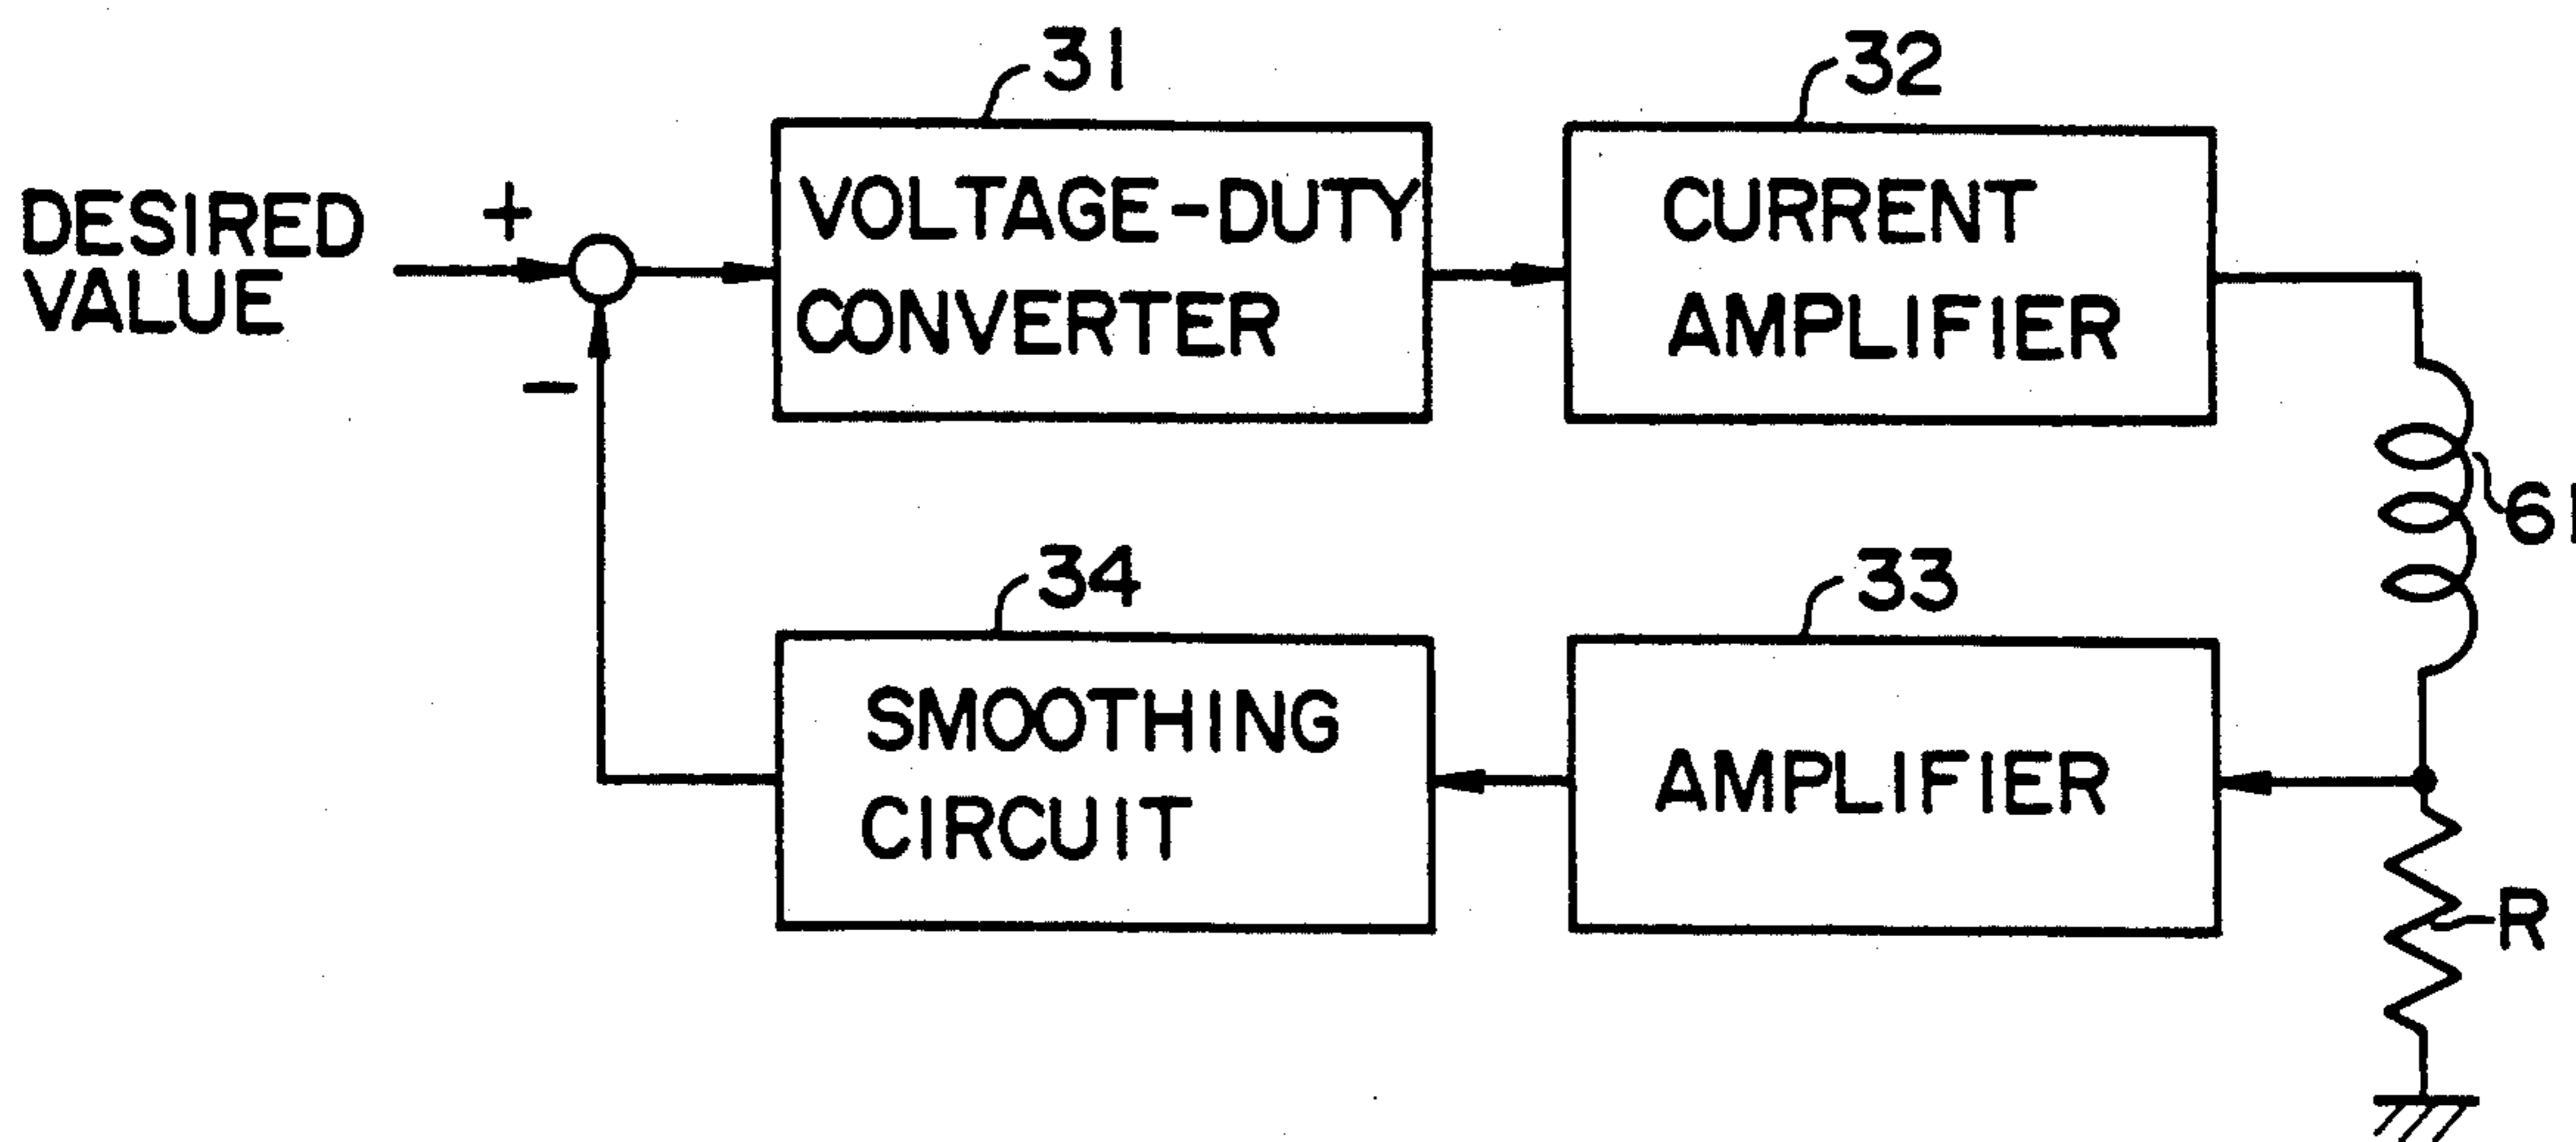 31
32
DESIRED
VALUE
+
−
VOLTAGE-DUTY
CONVERTER
CURRENT
AMPLIFIER
61
34
33
SMOOTHING
CIRCUIT
AMPLIFIER
R